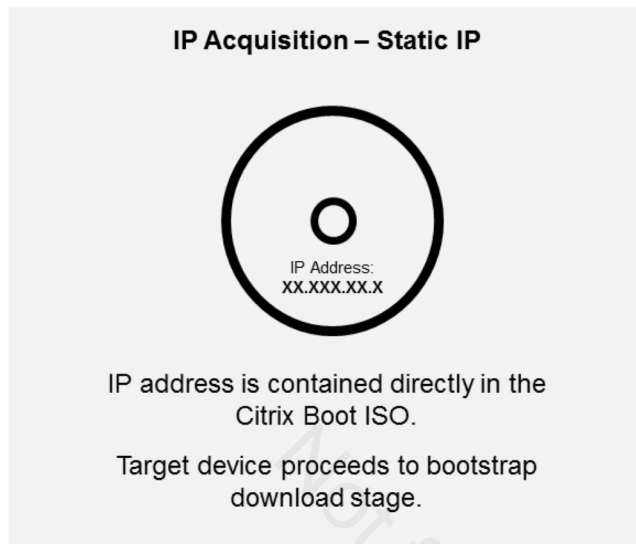 IP Acquisition – Static IP
IP Address:
XX.XXX.XX.X
IP address is contained directly in the
Citrix Boot ISO.
Target device proceeds to bootstrap
download stage.
Not f